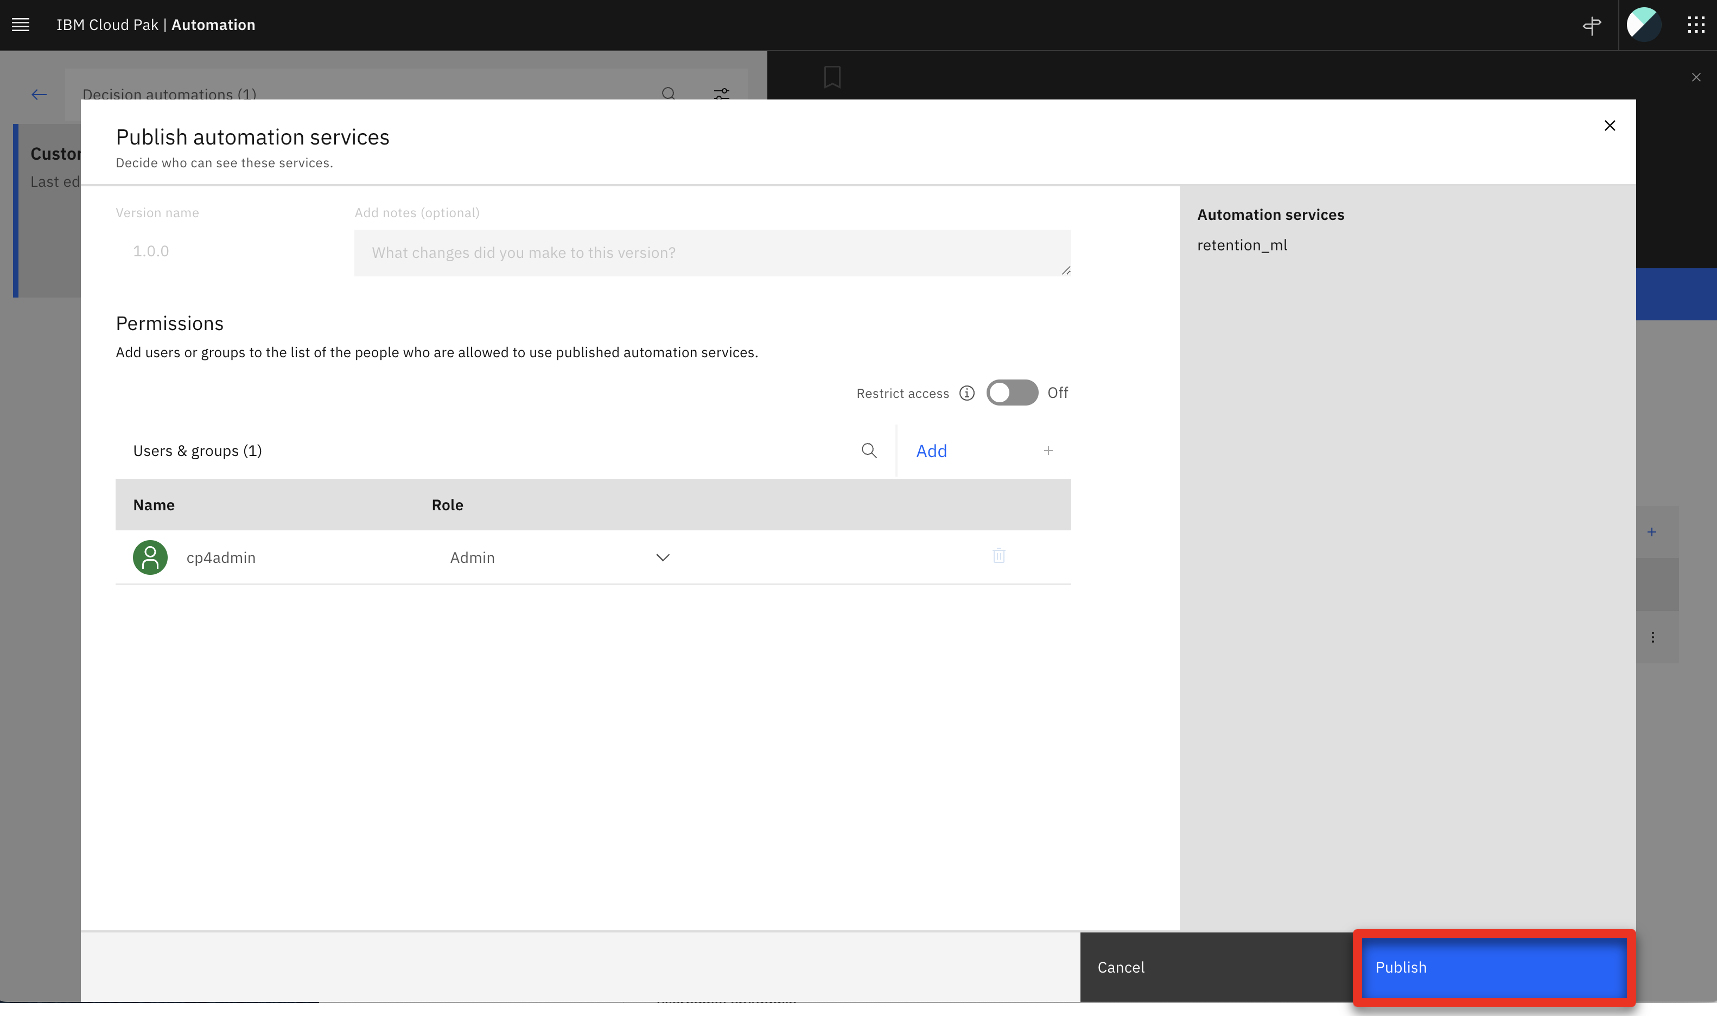 IBM Cloud Pak | Automation
Decision automations (1)
Custo
Last ed
Publish automation services
Decide who can see these services.
Version name
Add notes (optional)
1.0.0
What changes did you make to this version?
Automation services
retention_ml
Permissions
Add users or groups to the list of the people who are allowed to use published automation services.
Restrict access
Off
Users & groups (1)
Add
Name
Role
cp4admin
Admin
Cancel
Publish